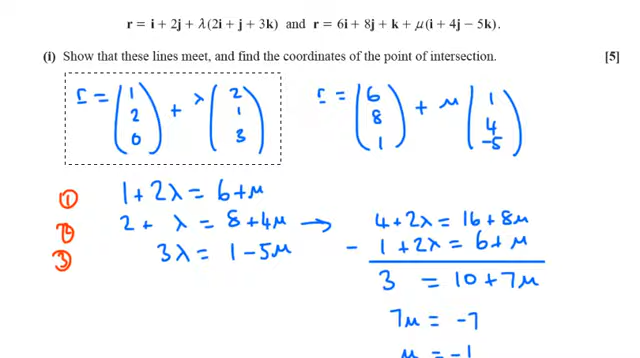 r = i + 2j + λ(2i + j + 3k) and r = 6i + 8j + k + μ(i + 4j − 5k).
(i) Show that these lines meet, and find the coordinates of the point of intersection. [5]
r = (1 2 0) + λ (2 1 3)
r = (6 8 1) + μ (1 4 -5)
① 1 + 2λ = 6 + μ
② 2 + λ = 8 + 4μ → 4 + 2λ = 16 + 8μ
③ 3λ = 1 − 5μ
− 1 + 2λ = 6 + μ
3 = 10 + 7μ
7μ = −7
μ = −1